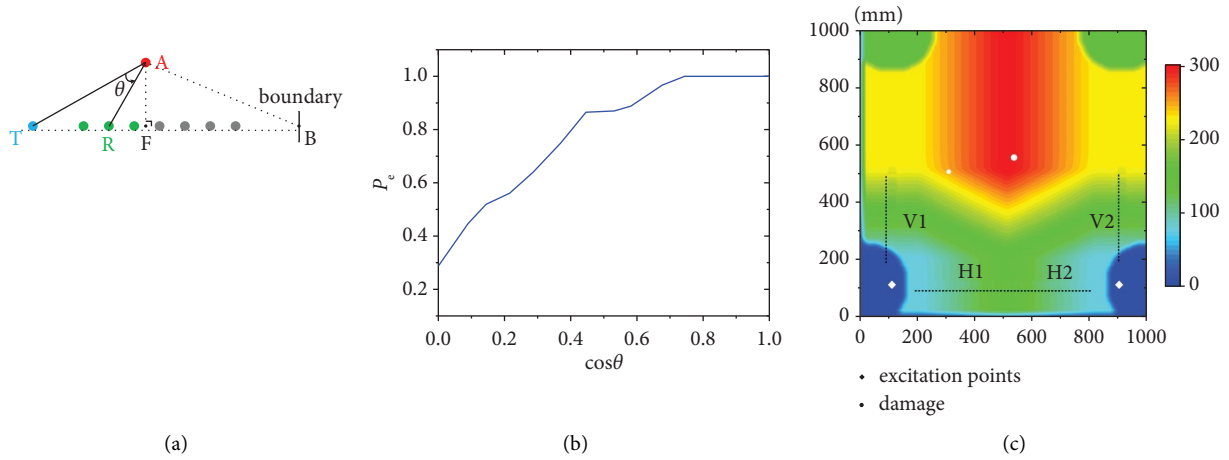 (a)
A
θ
boundary
T
R
F
B
1.0
0.8
0.6
0.4
0.2
Pe
0.0 0.2 0.4 0.6 0.8 1.0
cosθ
(b)
(mm)
1000
800
600
400
200
0
V1
V2
H1
H2
0 200 400 600 800 1000
300
200
100
0
excitation points
damage
(c)